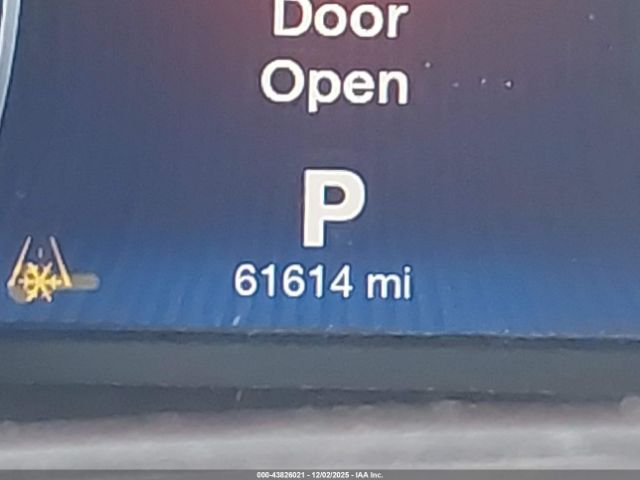 Door
Open
P
61614 mi
000-43826021 - 12/02/2025 - IAA Inc.